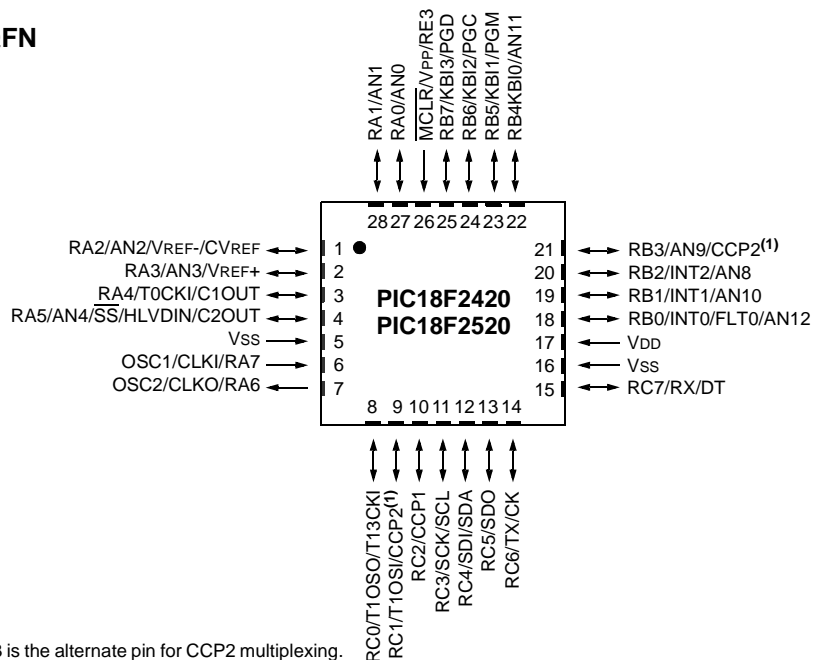 FN
RA1/AN1
RA0/AN0
MCLR/VPP/RE3
RB7/KBI3/PGD
RB6/KBI2/PGC
RB5/KBI1/PGM
RB4KBI0/AN11
28 27 26 25 24 23 22
RA2/AN2/VREF-/CVREF 1
RA3/AN3/VREF+ 2
RA4/T0CKI/C1OUT 3
RA5/AN4/SS/HLVDIN/C2OUT 4
VSS 5
OSC1/CLKI/RA7 6
OSC2/CLKO/RA6 7
PIC18F2420
PIC18F2520
21 RB3/AN9/CCP2(1)
20 RB2/INT2/AN8
19 RB1/INT1/AN10
18 RB0/INT0/FLT0/AN12
17 VDD
16 VSS
15 RC7/RX/DT
8 9 10 11 12 13 14
RC0/T1OSO/T13CKI
RC1/T1OSI/CCP2(1)
RC2/CCP1
RC3/SCK/SCL
RC4/SDI/SDA
RC5/SDO
RC6/TX/CK
is the alternate pin for CCP2 multiplexing.